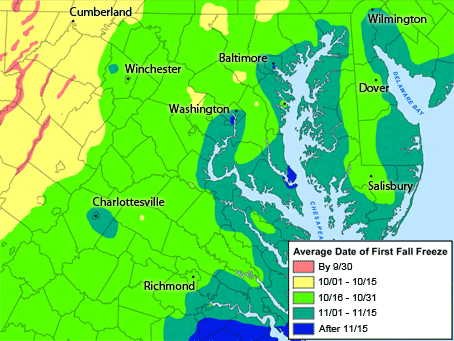 Cumberland
Wilmington
Baltimore
Winchester
DELAWARE BAY
Dover
Washington
Salisbury
Charlottesville
CHESAPEA
Average Date of First Fall Freeze
By 9/30
10/01 - 10/15
10/16 - 10/31
11/01 - 11/15
After 11/15
Richmond